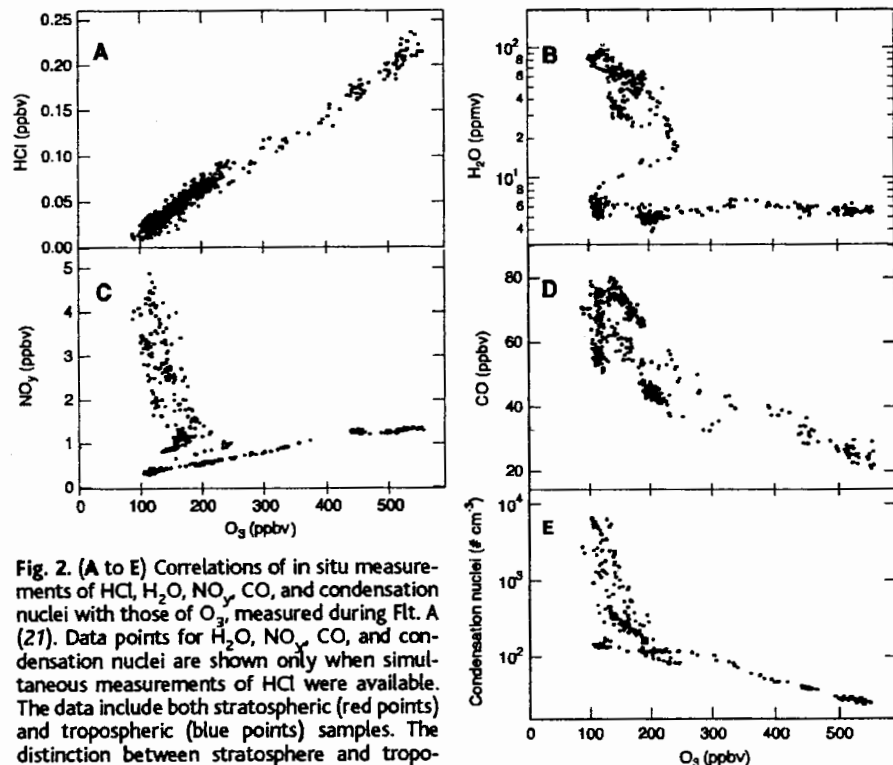 A
HCl (ppbv)
0.25
0.20
0.15
0.10
0.05
0.00
B
H₂O (ppmv)
10²
8
6
4
2
10¹
8
6
4
C
NOy (ppbv)
5
4
3
2
1
0
0 100 200 300 400 500
O₃ (ppbv)
D
CO (ppbv)
80
60
40
20
E
Condensation nuclei (# cm⁻³)
10⁴
10³
10²
0 100 200 300 400 500
O₃ (ppbv)
Fig. 2. (A to E) Correlations of in situ measure-
ments of HCl, H₂O, NOy, CO, and condensation
nuclei with those of O₃, measured during Flt. A
(21). Data points for H₂O, NOy, CO, and con-
densation nuclei are shown only when simul-
taneous measurements of HCl were available.
The data include both stratospheric (red points)
and tropospheric (blue points) samples. The
distinction between stratosphere and tropo-